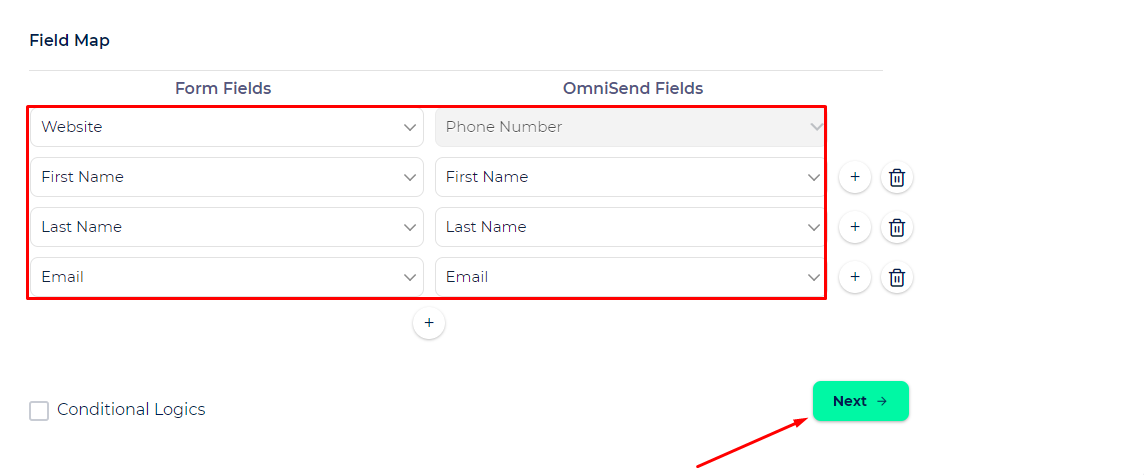 Field Map
Form Fields OmniSend Fields
Website Phone Number
First Name First Name
Last Name Last Name
Email Email
Conditional Logics
Next